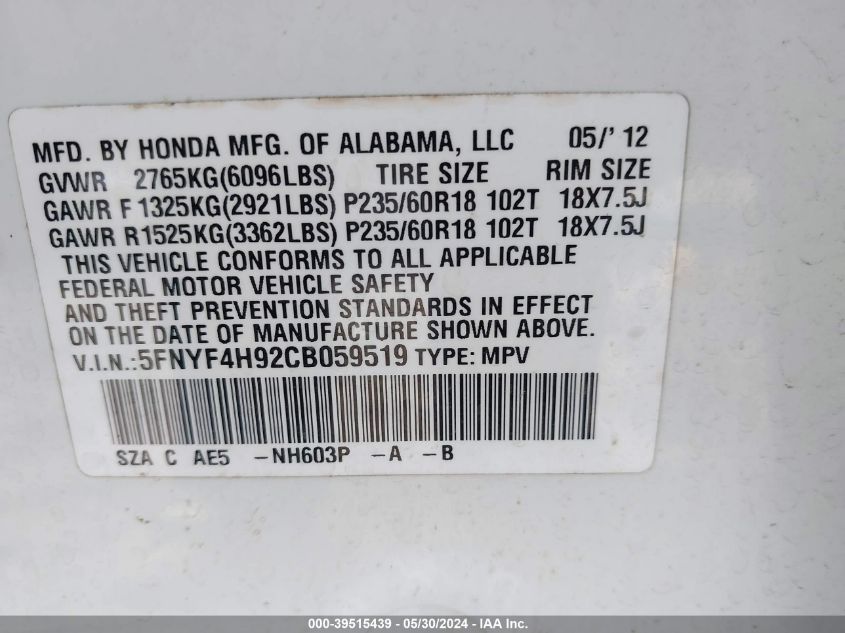 MFD. BY HONDA MFG. OF ALABAMA, LLC 05/' 12
GVWR 2765KG(6096LBS) TIRE SIZE RIM SIZE
GAWR F 1325KG(2921LBS) P235/60R18 102T 18X7.5J
GAWR R1525KG(3362LBS) P235/60R18 102T 18X7.5J
THIS VEHICLE CONFORMS TO ALL APPLICABLE
FEDERAL MOTOR VEHICLE SAFETY
AND THEFT PREVENTION STANDARDS IN EFFECT
ON THE DATE OF MANUFACTURE SHOWN ABOVE.
V.I.N.:5FNYF4H92CB059519 TYPE: MPV
SZA C AE5 -NH603P -A -B
000-39515439 - 05/30/2024 - IAA Inc.